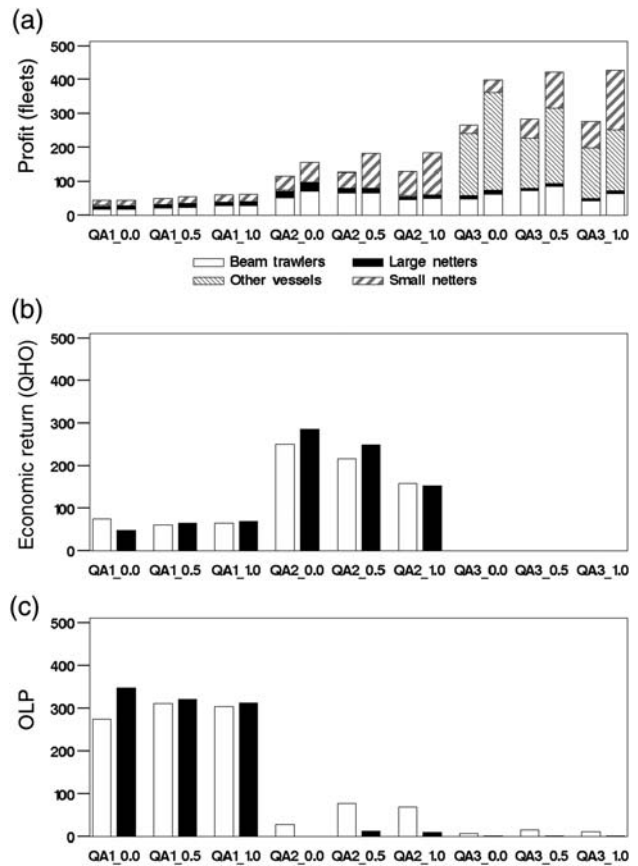 (a)
500
400
300
200
100
0
Profit (fleets)
QA1_0.0 QA1_0.5 QA1_1.0 QA2_0.0 QA2_0.5 QA2_1.0 QA3_0.0 QA3_0.5 QA3_1.0
Beam trawlers Large netters
Other vessels Small netters
(b)
500
400
300
200
100
0
Economic return (QHO)
QA1_0.0 QA1_0.5 QA1_1.0 QA2_0.0 QA2_0.5 QA2_1.0 QA3_0.0 QA3_0.5 QA3_1.0
(c)
500
400
300
200
100
0
OLP
QA1_0.0 QA1_0.5 QA1_1.0 QA2_0.0 QA2_0.5 QA2_1.0 QA3_0.0 QA3_0.5 QA3_1.0